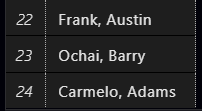 22 Frank, Austin
23 Ochai, Barry
24 Carmelo, Adams